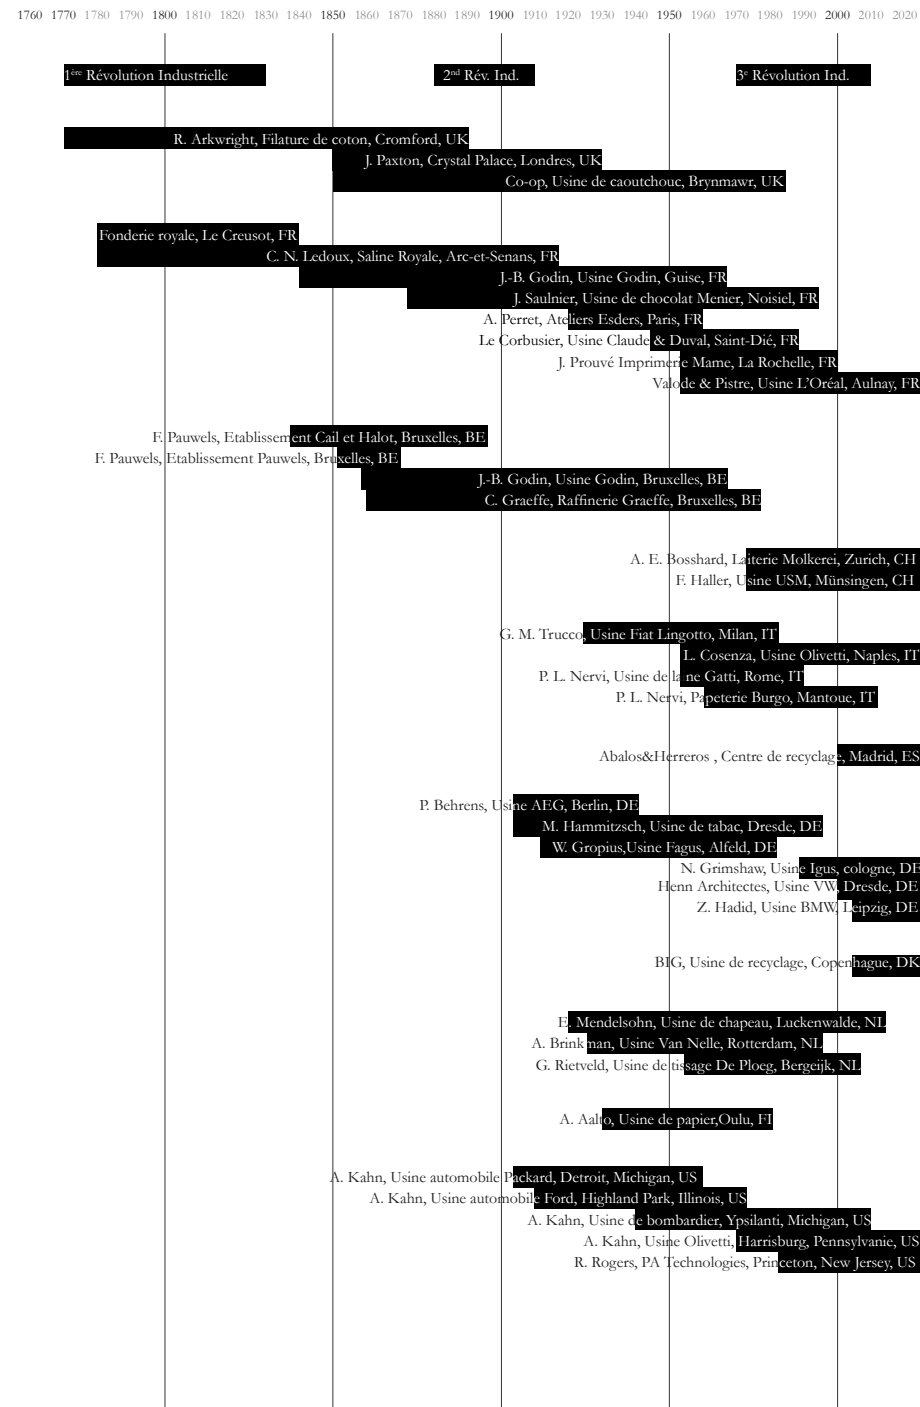 1760 1770 1780 1790 1800 1810 1820 1830 1840 1850 1860 1870 1880 1890 1900 1910 1920 1930 1940 1950 1960 1970 1980 1990 2000 2010 2020
1ère Révolution Industrielle 2nd Rév. Ind. 3e Révolution Ind.
R. Arkwright, Filature de coton, Cromford, UK
J. Paxton, Crystal Palace, Londres, UK
Co-op, Usine de caoutchouc, Brynmawr, UK
Fonderie royale, Le Creusot, FR
C. N. Ledoux, Saline Royale, Arc-et-Senans, FR
J.-B. Godin, Usine Godin, Guise, FR
J. Saulnier, Usine de chocolat Menier, Noisiel, FR
A. Perret, Ateliers Esders, Paris, FR
Le Corbusier, Usine Claude & Duval, Saint-Dié, FR
J. Prouvé Imprimerie Mame, La Rochelle, FR
Valode & Pistre, Usine L'Oréal, Aulnay, FR
F. Pauwels, Etablissement Cail et Halot, Bruxelles, BE
F. Pauwels, Etablissement Pauwels, Bruxelles, BE
J.-B. Godin, Usine Godin, Bruxelles, BE
C. Graeffe, Raffinerie Graeffe, Bruxelles, BE
A. E. Bosshard, Laiterie Molkerei, Zurich, CH
F. Haller, Usine USM, Münsingen, CH
G. M. Trucco, Usine Fiat Lingotto, Milan, IT
L. Cosenza, Usine Olivetti, Naples, IT
P. L. Nervi, Usine de laine Gatti, Rome, IT
P. L. Nervi, Papeterie Burgo, Mantoue, IT
Abalos&Herreros , Centre de recyclage, Madrid, ES
P. Behrens, Usine AEG, Berlin, DE
M. Hammitzsch, Usine de tabac, Dresde, DE
W. Gropius,Usine Fagus, Alfeld, DE
N. Grimshaw, Usine Igus, cologne, DE
Henn Architectes, Usine VW, Dresde, DE
Z. Hadid, Usine BMW, Leipzig, DE
BIG, Usine de recyclage, Copenhague, DK
E. Mendelsohn, Usine de chapeau, Luckenwalde, NL
A. Brinkman, Usine Van Nelle, Rotterdam, NL
G. Rietveld, Usine de tissage De Ploeg, Bergeijk, NL
A. Aalto, Usine de papier,Oulu, FI
A. Kahn, Usine automobile Packard, Detroit, Michigan, US
A. Kahn, Usine automobile Ford, Highland Park, Illinois, US
A. Kahn, Usine de bombardier, Ypsilanti, Michigan, US
A. Kahn, Usine Olivetti, Harrisburg, Pennsylvanie, US
R. Rogers, PA Technologies, Princeton, New Jersey, US